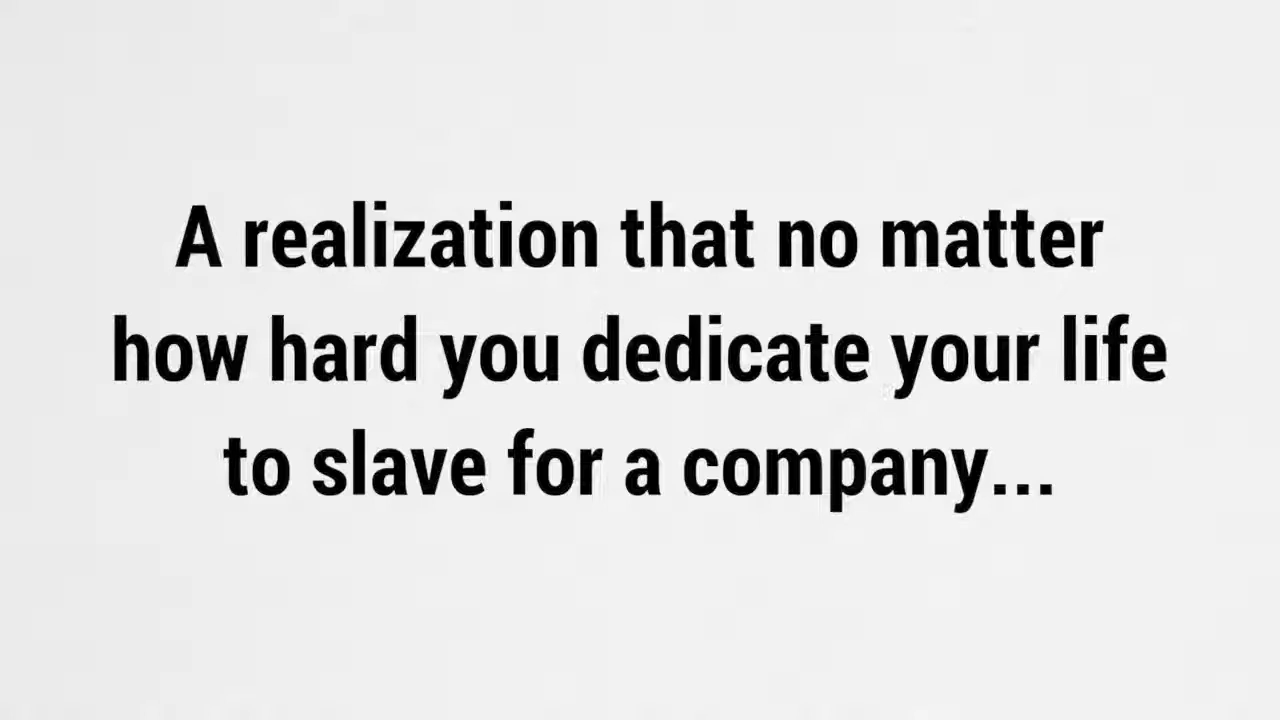 A realization that no matter
how hard you dedicate your life
to slave for a company...